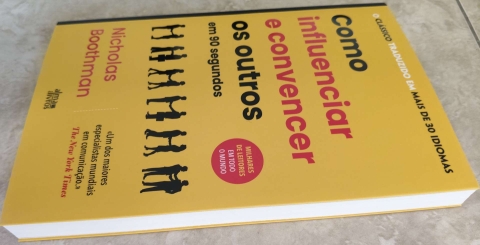 O CLÁSSICO TRADUZIDO EM MAIS DE 30 IDIOMAS
Como
influenciar
e convencer
os outros
em 90 segundos
MILHARES
DE LEITORES
EM TODO
O MUNDO
Nicholas
Boothman
«Um dos maiores
especialistas mundiais
em comunicação.»
The New York Times